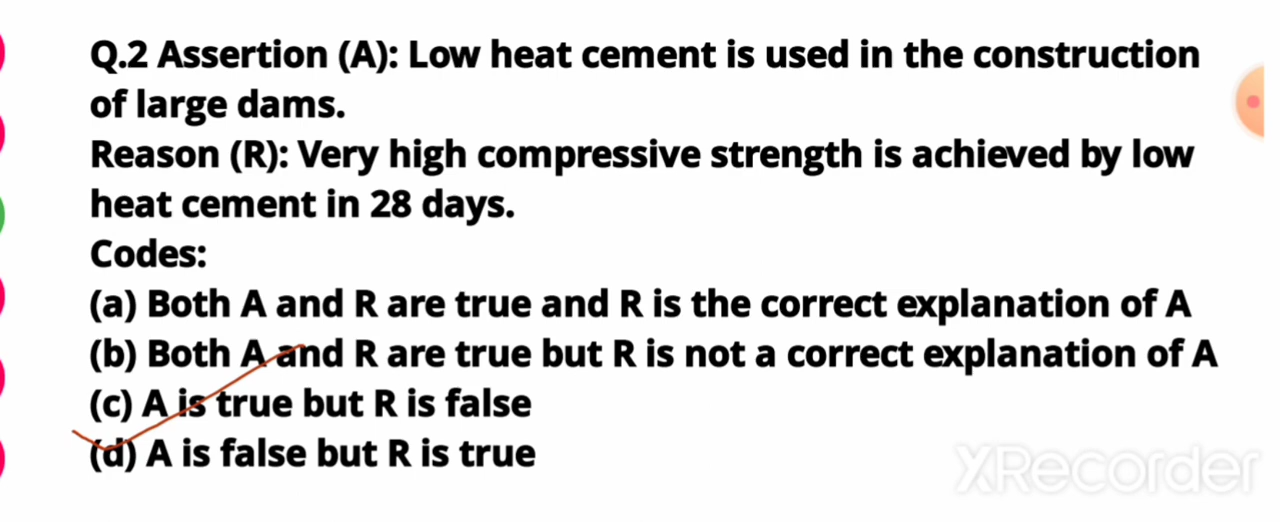 Q.2 Assertion (A): Low heat cement is used in the construction
of large dams.
Reason (R): Very high compressive strength is achieved by low
heat cement in 28 days.
Codes:
(a) Both A and R are true and R is the correct explanation of A
(b) Both A and R are true but R is not a correct explanation of A
(c) A is true but R is false
(d) A is false but R is true
XRecorder